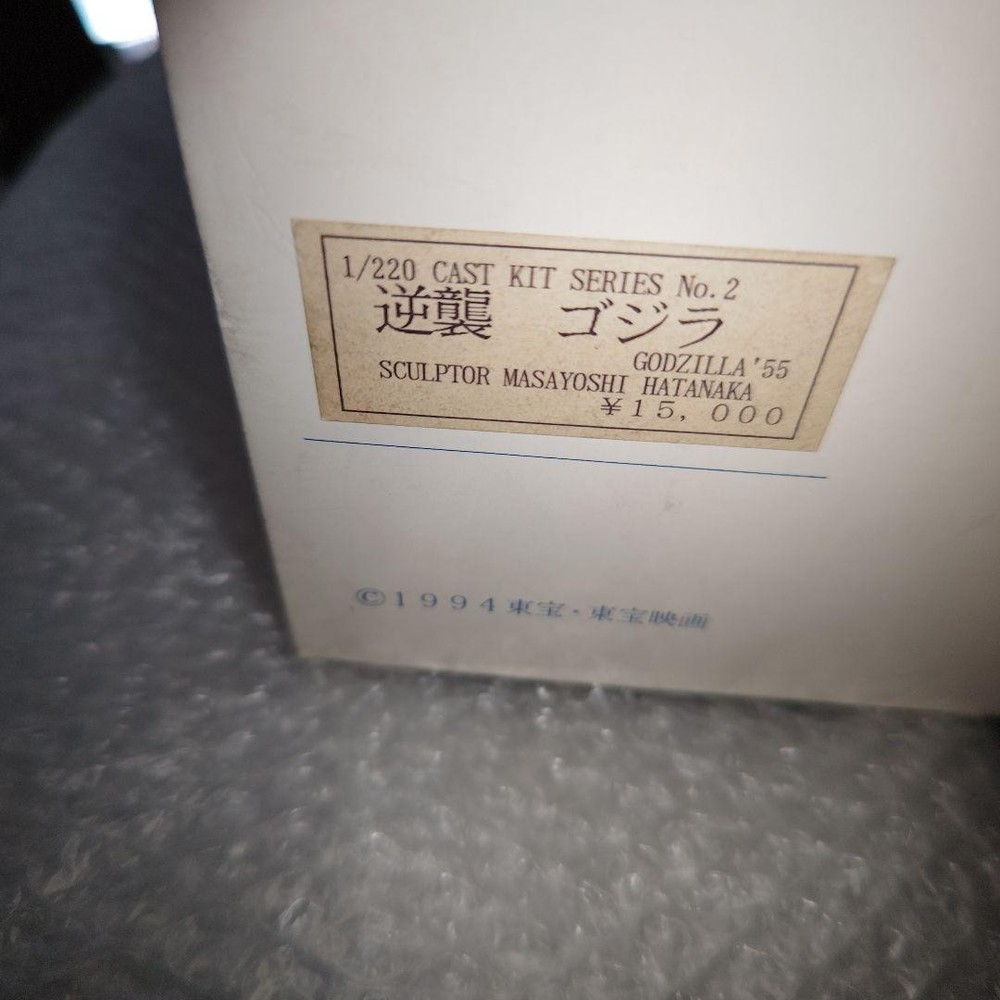 1/220 CAST KIT SERIES No.2
逆襲　ゴジラ
GODZILLA'55
SCULPTOR MASAYOSHI HATANAKA
¥15,000
©1994東宝・東宝映画